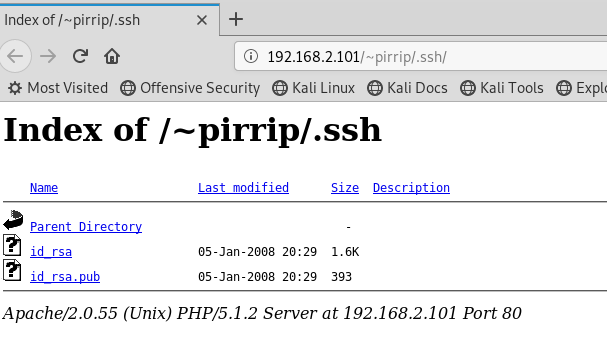 Index of /~pirrip/.ssh
192.168.2.101/~pirrip/.ssh/
Most Visited Offensive Security Kali Linux Kali Docs Kali Tools Explo
Index of /~pirrip/.ssh
Name Last modified Size Description
Parent Directory -
id_rsa 05-Jan-2008 20:29 1.6K
id_rsa.pub 05-Jan-2008 20:29 393
Apache/2.0.55 (Unix) PHP/5.1.2 Server at 192.168.2.101 Port 80